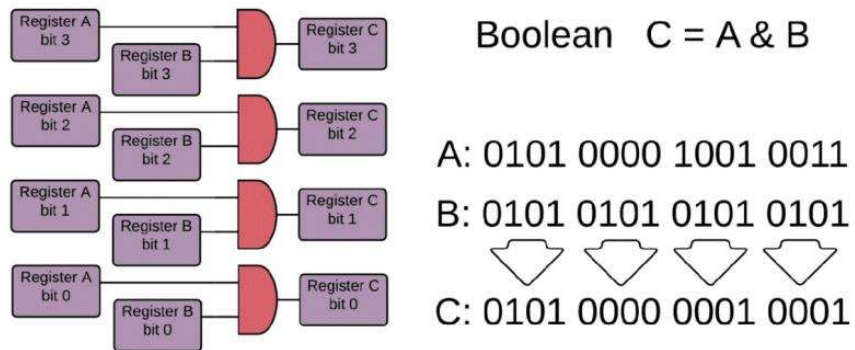 Register A
bit 3
Register B
bit 3
Register C
bit 3
Register A
bit 2
Register B
bit 2
Register C
bit 2
Register A
bit 1
Register B
bit 1
Register C
bit 1
Register A
bit 0
Register B
bit 0
Register C
bit 0
Boolean C = A & B
A: 0101 0000 1001 0011
B: 0101 0101 0101 0101
C: 0101 0000 0001 0001